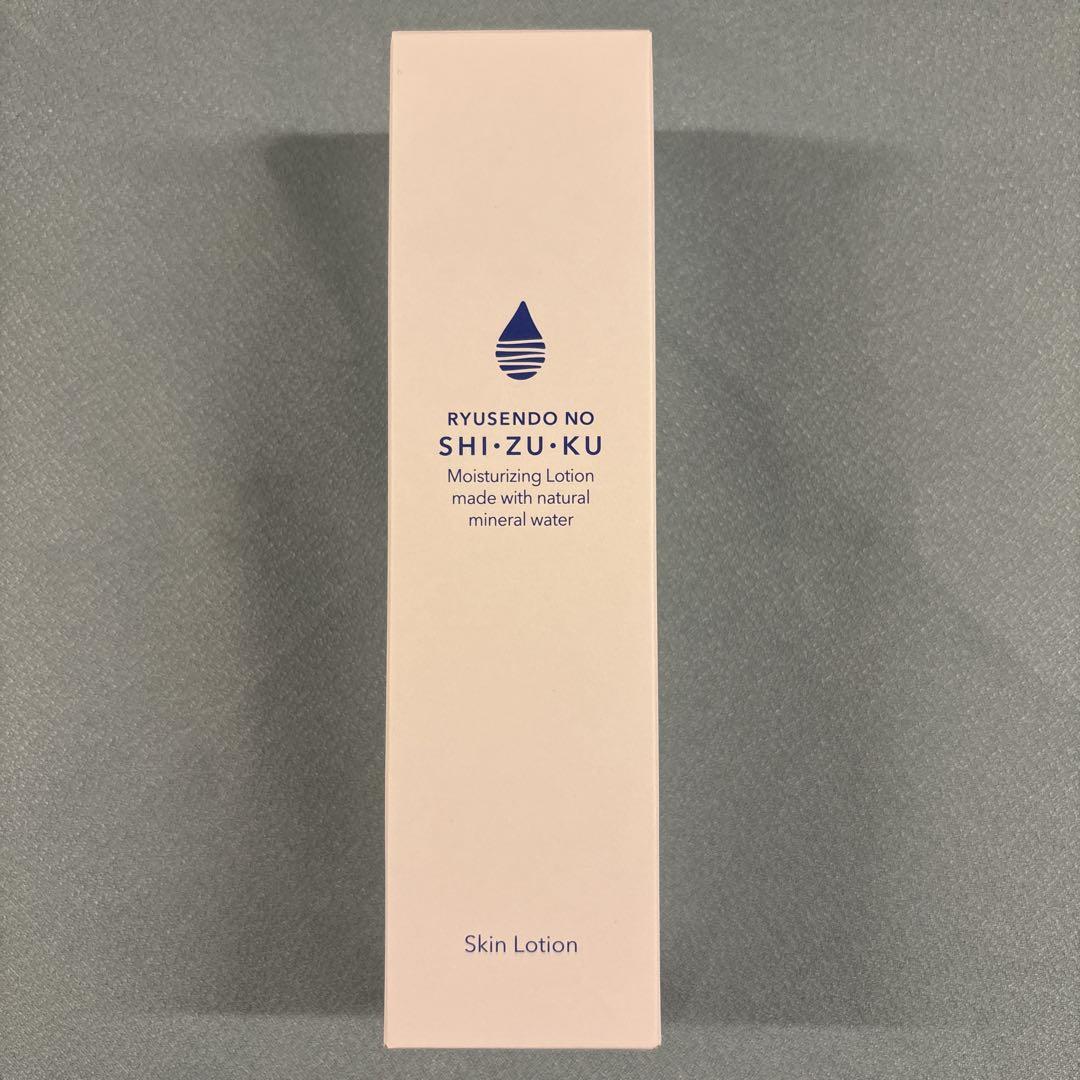 RYUSENDO NO
SHI・ZU・KU
Moisturizing Lotion
made with natural
mineral water
Skin Lotion